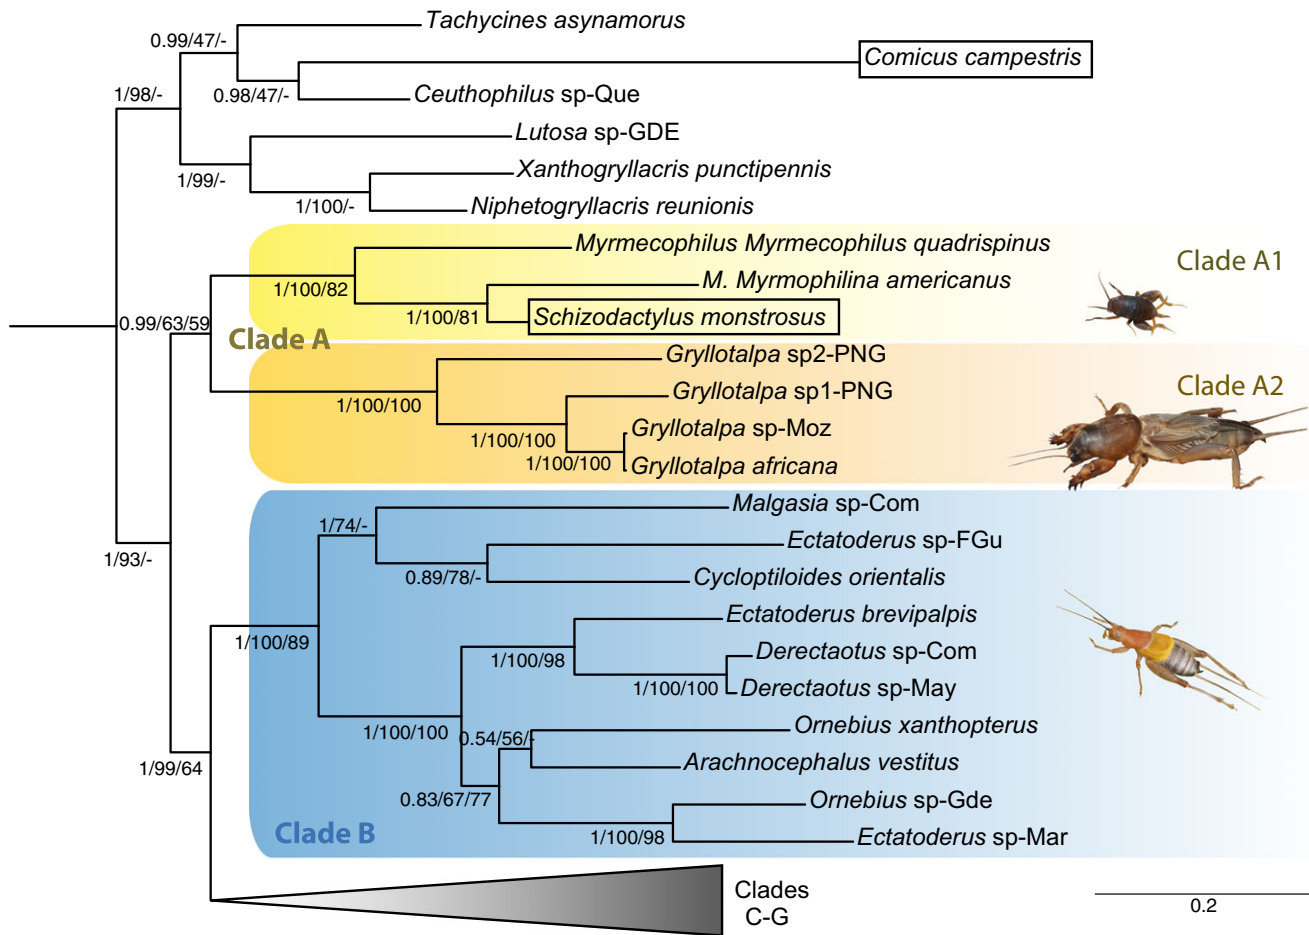 Tachycines asynamorus
0.99/47/-
Comicus campestris
1/98/-
0.98/47/-
Ceuthophilus sp-Que
Lutosa sp-GDE
1/99/-
Xanthogryllacris punctipennis
1/100/-
Niphetogryllacris reunionis
Myrmecophilus Myrmecophilus quadrispinus
Clade A1
1/100/82
M. Myrmophilina americanus
1/100/81
Schizodactylus monstrosus
0.99/63/59
Clade A
Gryllotalpa sp2-PNG
Clade A2
1/100/100
Gryllotalpa sp1-PNG
1/100/100
Gryllotalpa sp-Moz
1/100/100
Gryllotalpa africana
Malgasia sp-Com
1/74/-
1/93/-
Ectatoderus sp-FGu
0.89/78/-
Cycloptiloides orientalis
Ectatoderus brevipalpis
1/100/89
1/100/98
Derectaotus sp-Com
1/100/100
Derectaotus sp-May
1/100/100
Ornebius xanthopterus
0.54/56/-
1/99/64
Arachnocephalus vestitus
0.83/67/77
Ornebius sp-Gde
Clade B
1/100/98
Ectatoderus sp-Mar
Clades
C-G
0.2